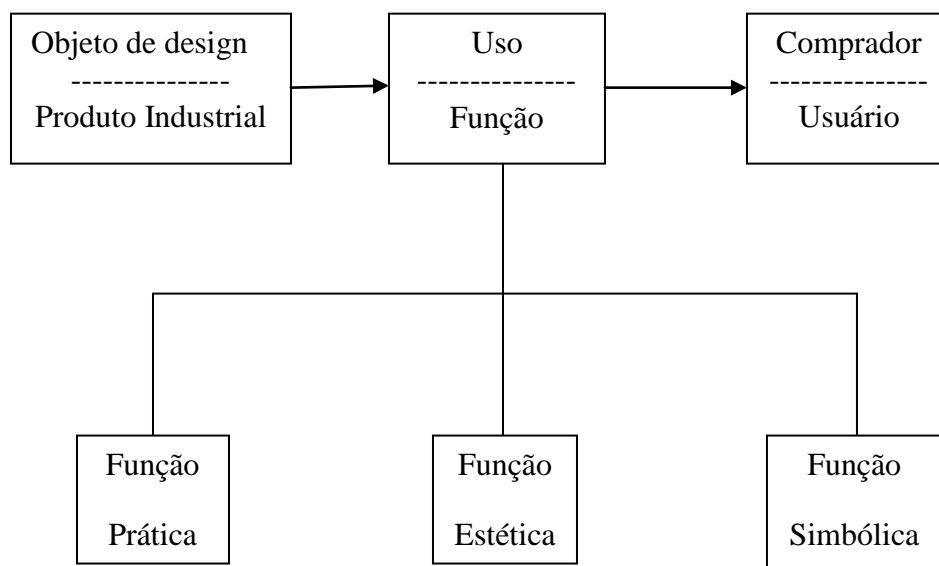 Objeto de design
---------------
Produto Industrial
Uso
---------------
Função
Comprador
---------------
Usuário
Função
Prática
Função
Estética
Função
Simbólica